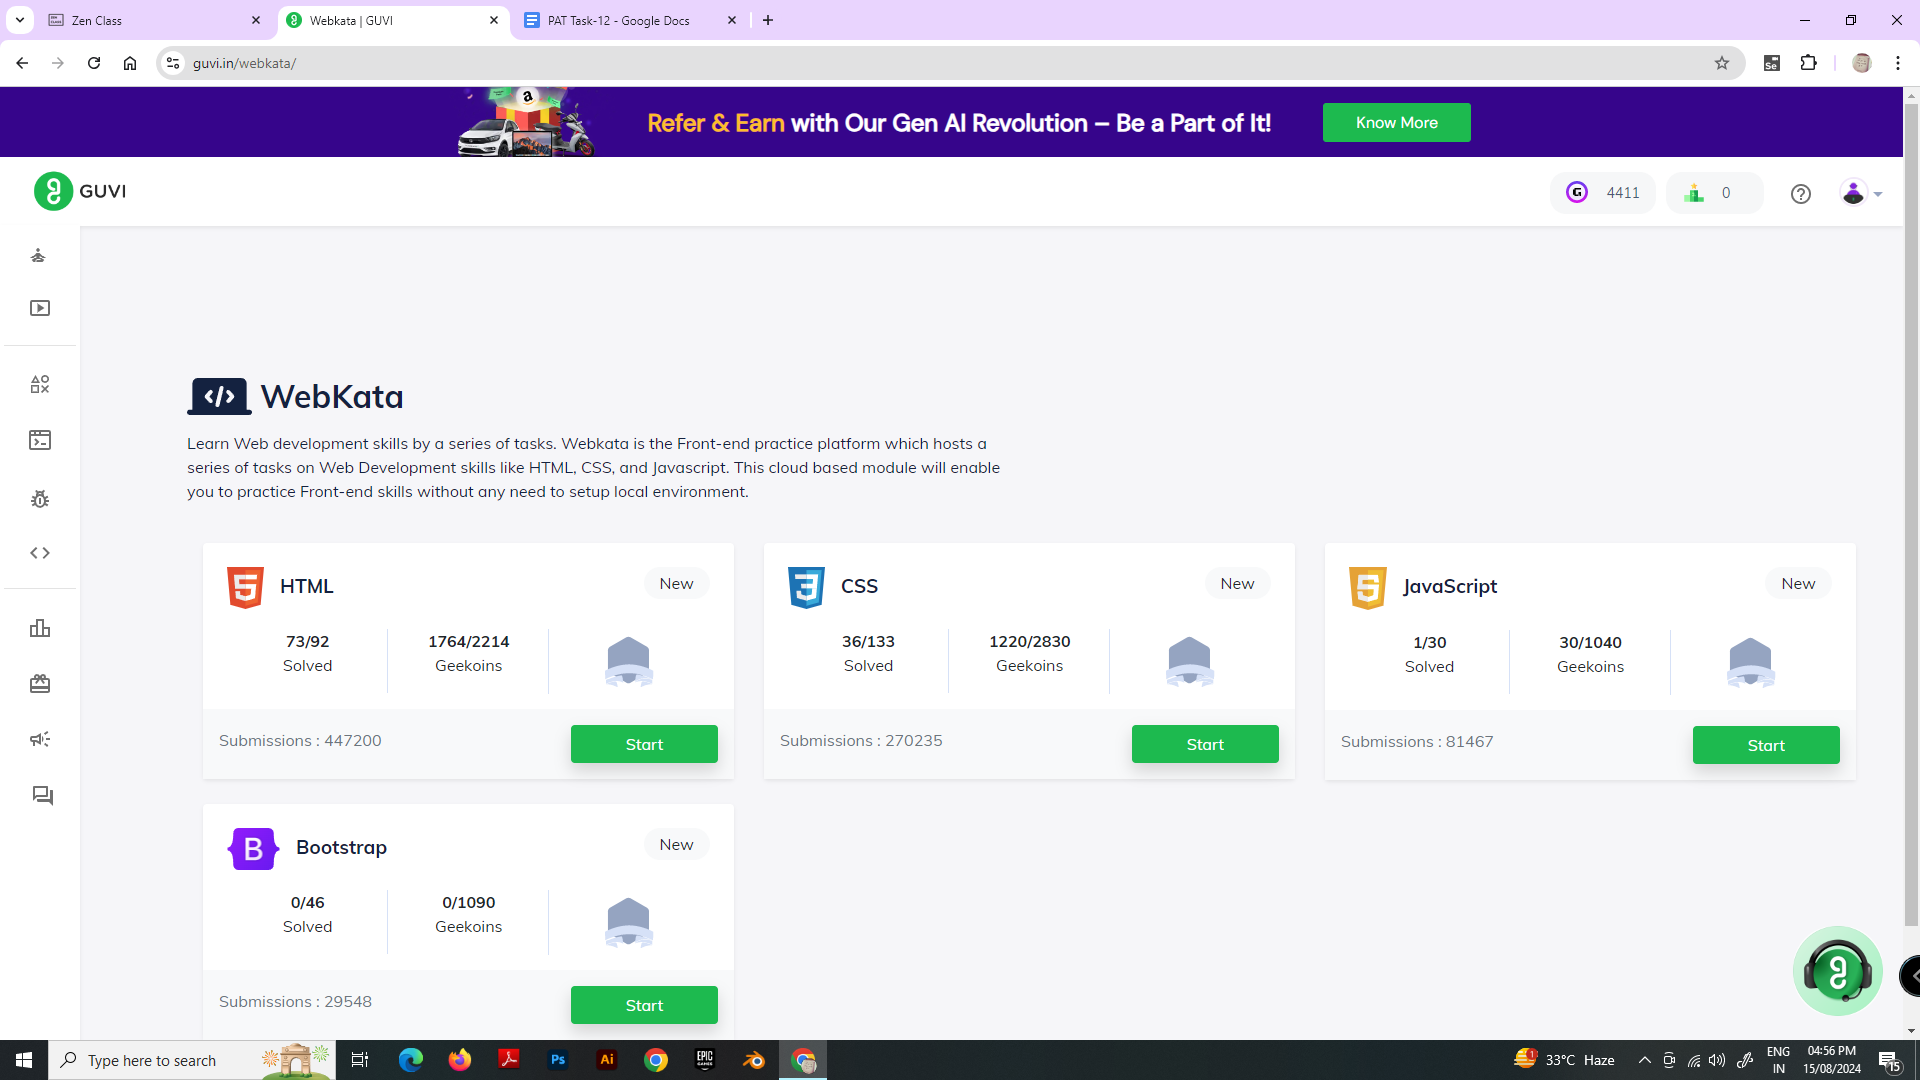 Zen Class
Webkata | GUVI
PAT Task-12 - Google Docs
guvi.in/webkata/
Se
a
Refer & Earn with Our Gen AI Revolution – Be a Part of It!
Know More
GUVI
G
4411
0
WebKata
Learn Web development skills by a series of tasks. Webkata is the Front-end practice platform which hosts a
series of tasks on Web Development skills like HTML, CSS, and Javascript. This cloud based module will enable
you to practice Front-end skills without any need to setup local environment.
HTML
New
73/92
Solved
1764/2214
Geekoins
Submissions : 447200
Start
CSS
New
36/133
Solved
1220/2830
Geekoins
Submissions : 270235
Start
JavaScript
New
1/30
Solved
30/1040
Geekoins
Submissions : 81467
Start
B
Bootstrap
New
0/46
Solved
0/1090
Geekoins
Submissions : 29548
Start
Type here to search
Ps
Ai
EPIC
GAMES
1
33°C Haze
ENG
IN
04:56 PM
15/08/2024
15